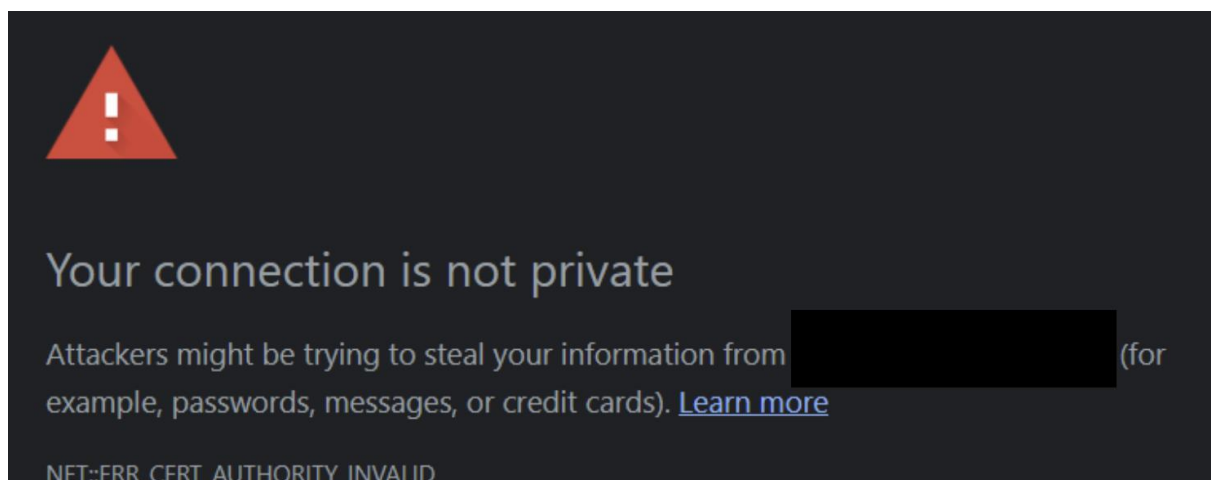 Your connection is not private
Attackers might be trying to steal your information from (for
example, passwords, messages, or credit cards). Learn more
NET::ERR_CERT_AUTHORITY_INVALID